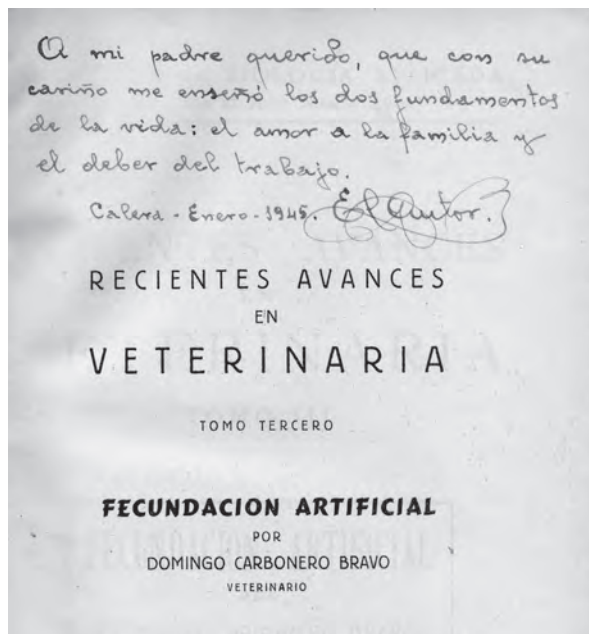 A mi padre querido, que con su
cariño me enseñó los dos fundamentos
de la vida: el amor a la familia y
el deber del trabajo.
Calera - Enero - 1945. El Autor.
RECIENTES AVANCES
EN
VETERINARIA
TOMO TERCERO
FECUNDACION ARTIFICIAL
POR
DOMINGO CARBONERO BRAVO
VETERINARIO